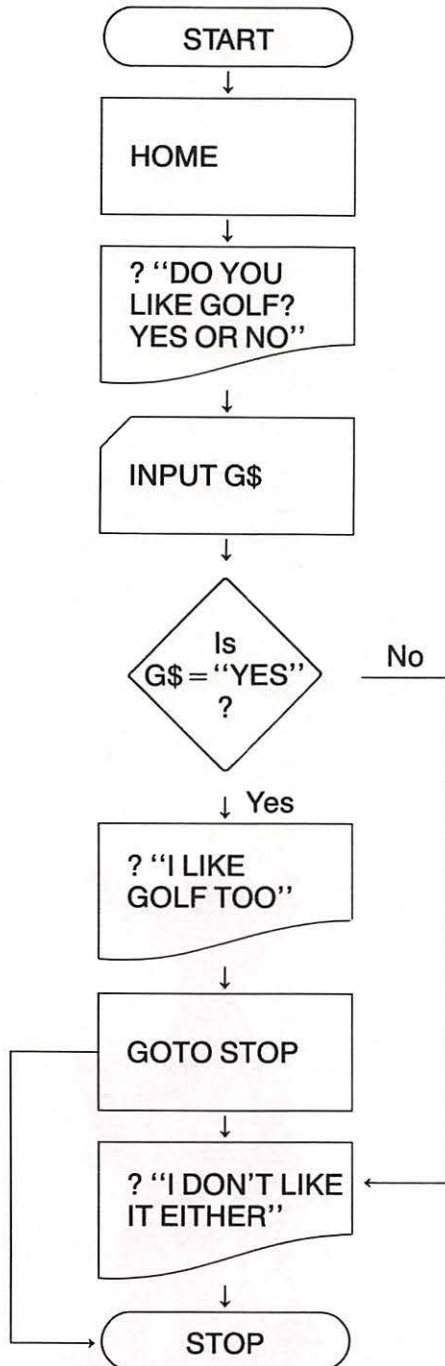 START
↓
HOME
↓
? “DO YOU
LIKE GOLF?
YES OR NO”
↓
INPUT G$
↓
Is
G$ = “YES”
?
No
↓ Yes
? “I LIKE
GOLF TOO”
↓
GOTO STOP
↓
? “I DON’T LIKE
IT EITHER”
↓
STOP